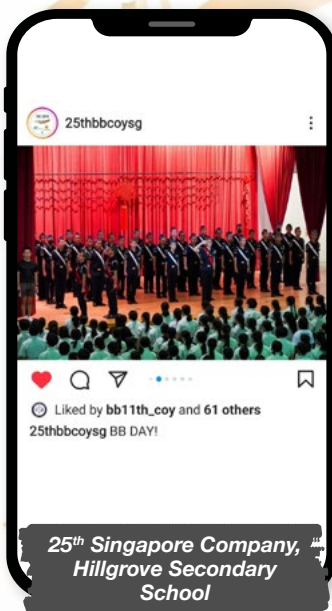 25thbbcoysg
Liked by bb11th_coy and 61 others
25thbbcoysg BB DAY!
25th Singapore Company,
Hillgrove Secondary
School